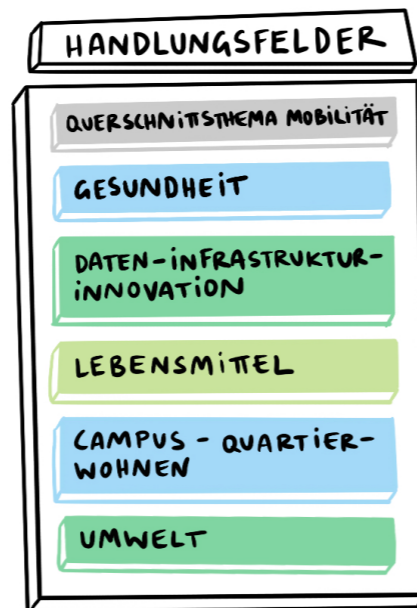 HANDLUNGSFELDER
QUERSCHNITTSTHEMA MOBILITÄT
GESUNDHEIT
DATEN-INFRASTRUKTUR-
INNOVATION
LEBENSMITTEL
CAMPUS - QUARTIER-
WOHNEN
UMWELT